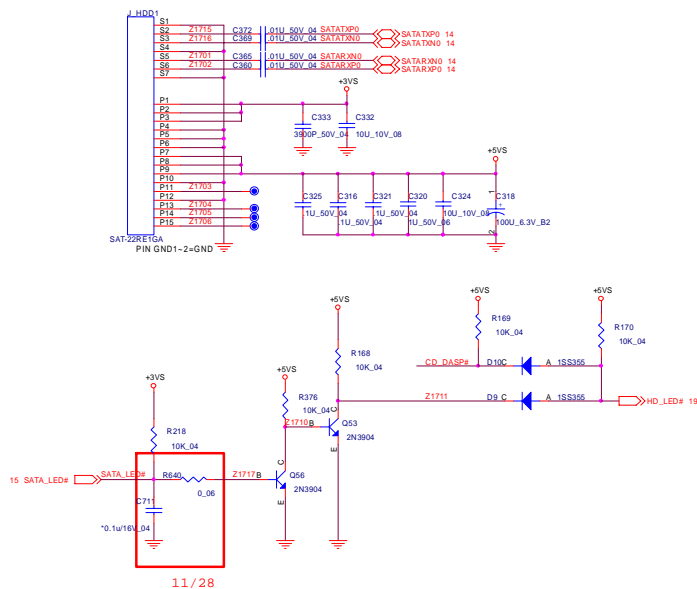 J_HDD1
S1
S2 Z1715 C372 .01U_50V_04 SATATXP0 SATATXP0 14
S3 Z1716 C369 .01U_50V_04 SATATXN0 SATATXN0 14
S4
S5 Z1701 C365 .01U_50V_04 SATARXN0 SATARXN0 14
S6 Z1702 C360 .01U_50V_04 SATARXP0 SATARXP0 14
S7
+3VS
P1
P2
P3
C333 C332
3900P_50V_04 10U_10V_08
P4
P5
P6
P7
P8
P9
+5VS
P10
P11 Z1703
P12
P13 Z1704
P14 Z1705
P15 Z1706
C325 C316 C321 C320 C324 C318
1
+
2
.1U_50V_04 .1U_50V_04 .1U_50V_04 1U_50V_06 10U_10V_08 100U_6.3V_B2
SAT-22RE1GA
PIN GND1~2=GND
+5VS +5VS +5VS
R169
10K_04
R170
10K_04
R168
10K_04
CD_DASP# D10 C A 1SS355
+3VS +5VS
R376
10K_04
Z1711 D9 C A 1SS355 HD_LED# 19
Z1710 B C Q53
E 2N3904
R218
10K_04
15 SATA_LED# SATA_LED# R640 Z1717 B C Q56
0_06 E 2N3904
C711
*0.1u/16V_04
11/28